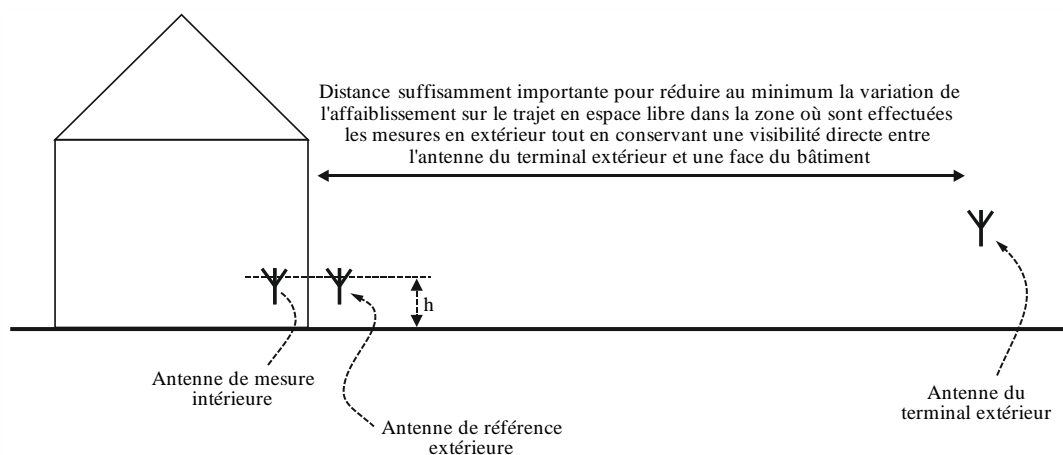 Distance suffisamment importante pour réduire au minimum la variation de
l'affaiblissement sur le trajet en espace libre dans la zone où sont effectuées
les mesures en extérieur tout en conservant une visibilité directe entre
l'antenne du terminal extérieur et une face du bâtiment
h
Antenne de mesure
intérieure
Antenne de référence
extérieure
Antenne du
terminal extérieur